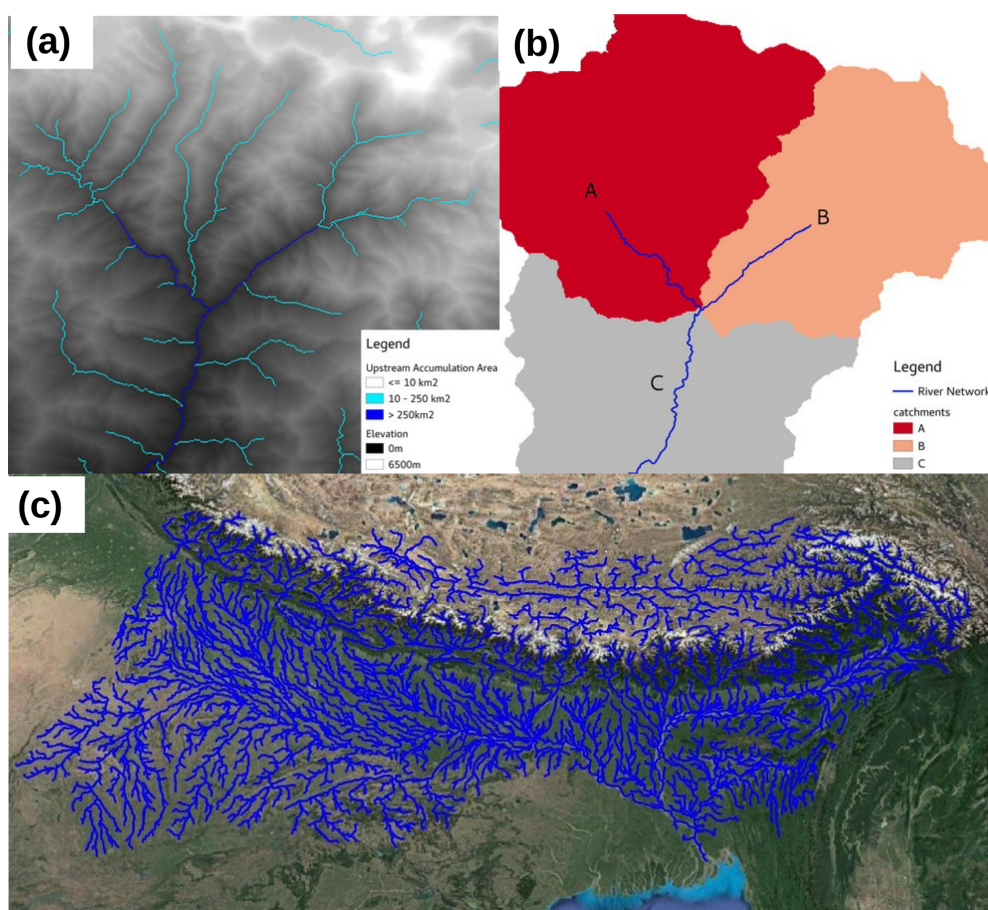 (a)
Legend
Upstream Accumulation Area
<= 10 km2
10 - 250 km2
> 250km2
Elevation
0m
6500m
(b)
A
B
C
Legend
River Network
catchments
A
B
C
(c)